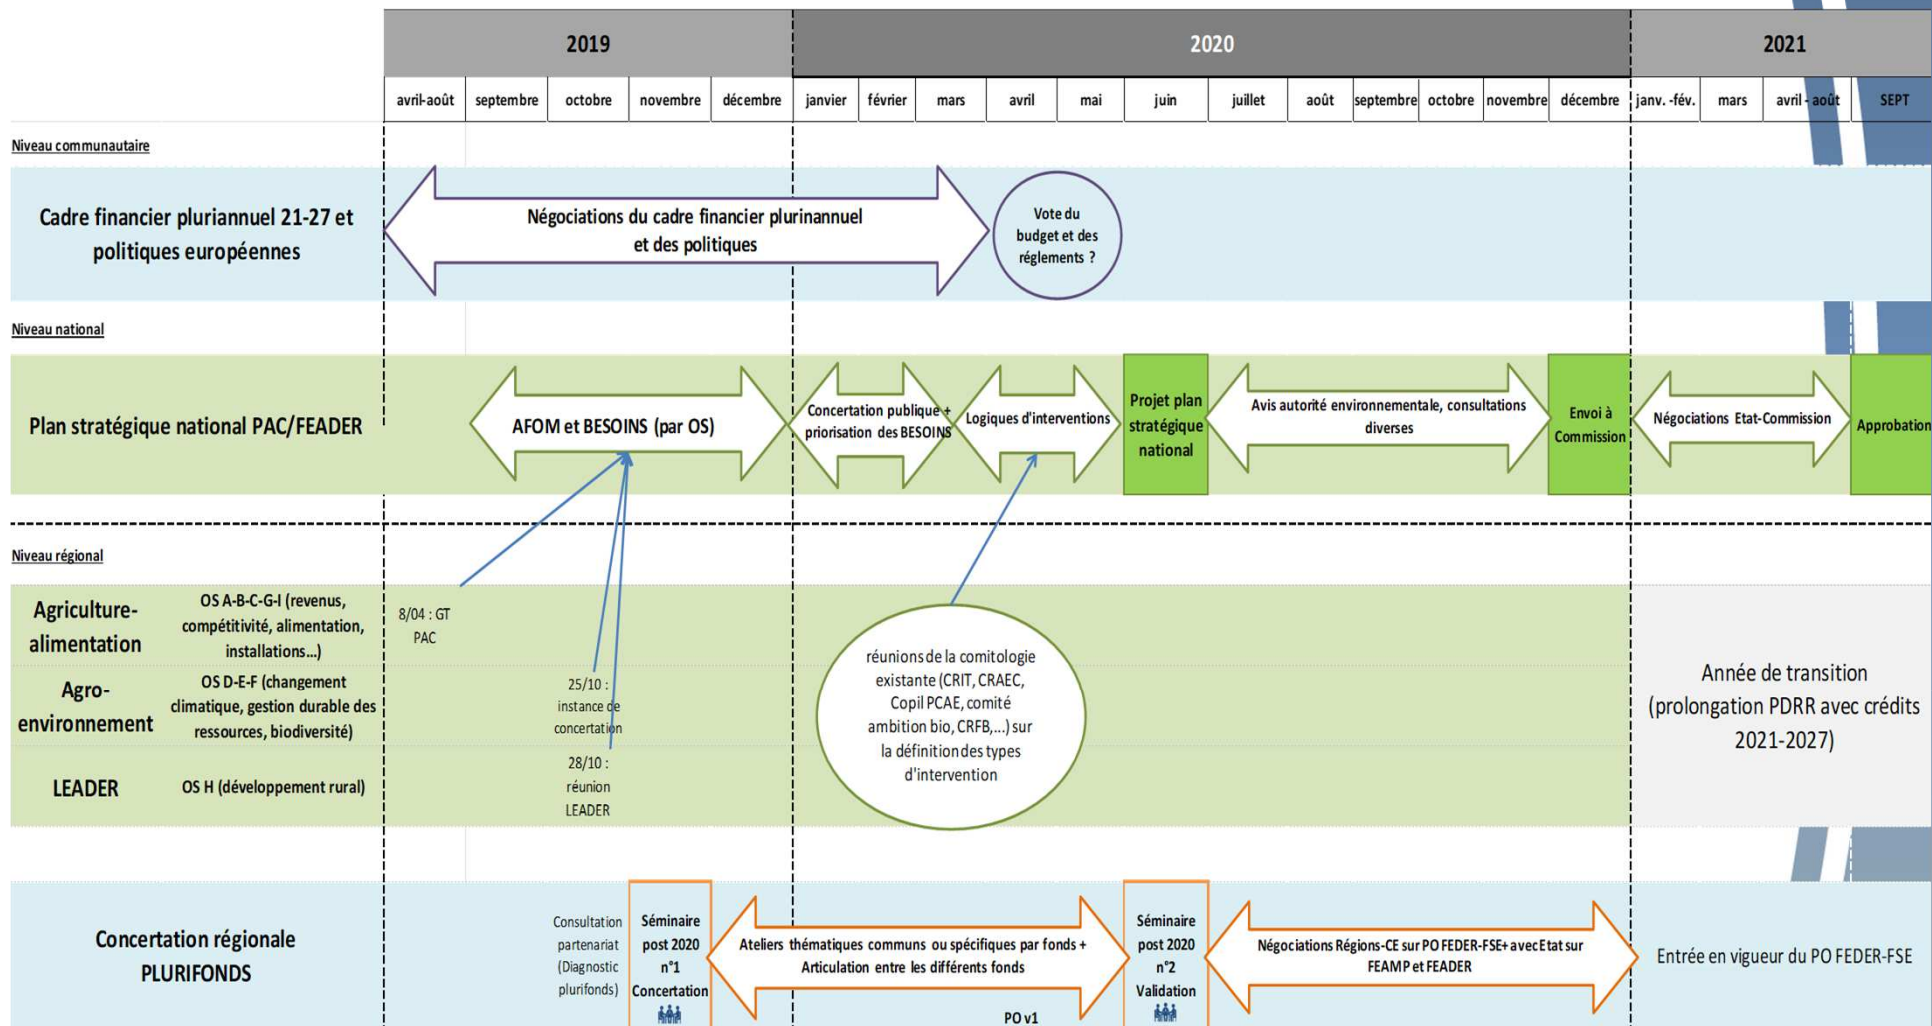 2019
2020
2021
avril-août
septembre
octobre
novembre
décembre
janvier
février
mars
avril
mai
juin
juillet
août
septembre
octobre
novembre
décembre
janv. -fév.
mars
avril - août
SEPT
Niveau communautaire
Cadre financier pluriannuel 21-27 et
politiques européennes
Négociations du cadre financier plurinannuel
et des politiques
Vote du
budget et des
réglements ?
Niveau national
Plan stratégique national PAC/FEADER
AFOM et BESOINS (par OS)
Concertation publique +
priorisation des BESOINS
Logiques d'interventions
Projet plan
stratégique
national
Avis autorité environnementale, consultations
diverses
Envoi à
Commission
Négociations Etat-Commission
Approbation
Niveau régional
Agriculture-
alimentation
OS A-B-C-G-I (revenus,
compétitivité, alimentation,
installations...)
8/04 : GT
PAC
Agro-
environnement
OS D-E-F (changement
climatique, gestion durable des
ressources, biodiversité)
25/10 :
instance de
concertation
LEADER
OS H (développement rural)
28/10 :
réunion
LEADER
réunions de la comitologie
existante (CRIT, CRAEC,
Copil PCAE, comité
ambition bio, CRFB,...) sur
la définition des types
d'intervention
Année de transition
(prolongation PDRR avec crédits
2021-2027)
Concertation régionale
PLURIFONDS
Consultation
partenariat
(Diagnostic
plurifonds)
Séminaire
post 2020
n°1
Concertation
Ateliers thématiques communs ou spécifiques par fonds +
Articulation entre les différents fonds
PO v1
Séminaire
post 2020
n°2
Validation
Négociations Régions-CE sur PO FEDER-FSE+ avec Etat sur
FEAMP et FEADER
Entrée en vigueur du PO FEDER-FSE